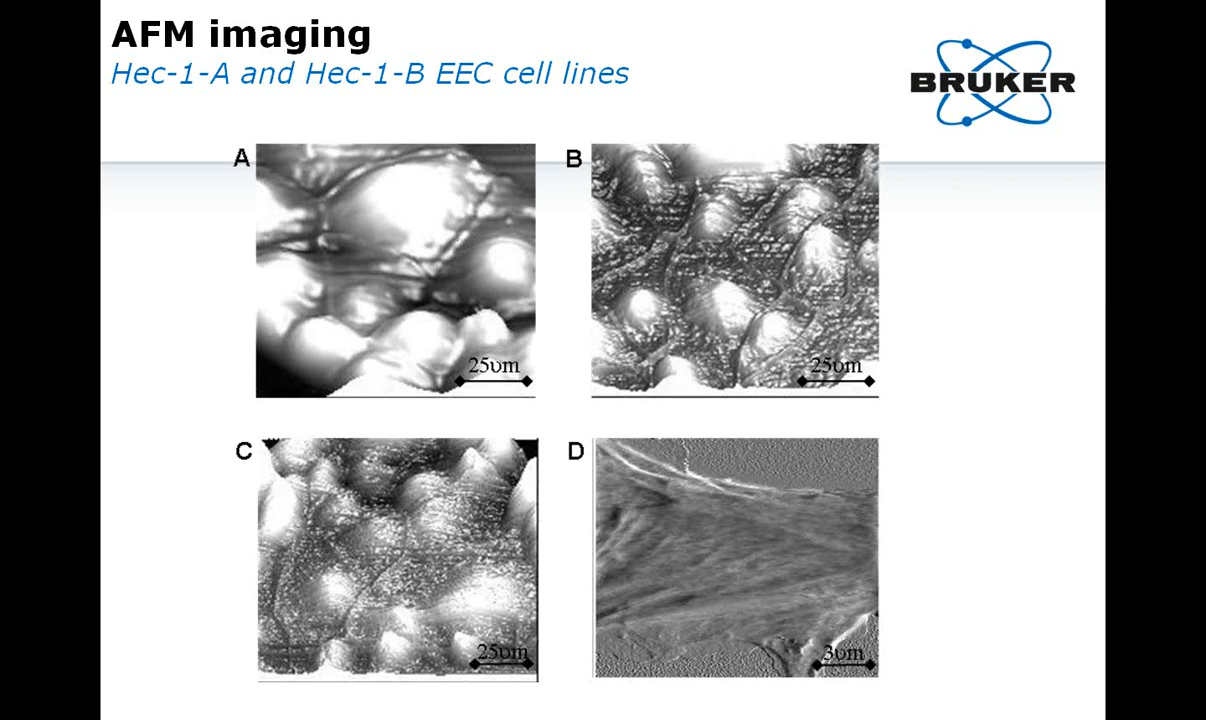 AFM imaging
Hec-1-A and Hec-1-B EEC cell lines
BRUKER
A
B
25υm
25υm
C
D
25υm
3υm